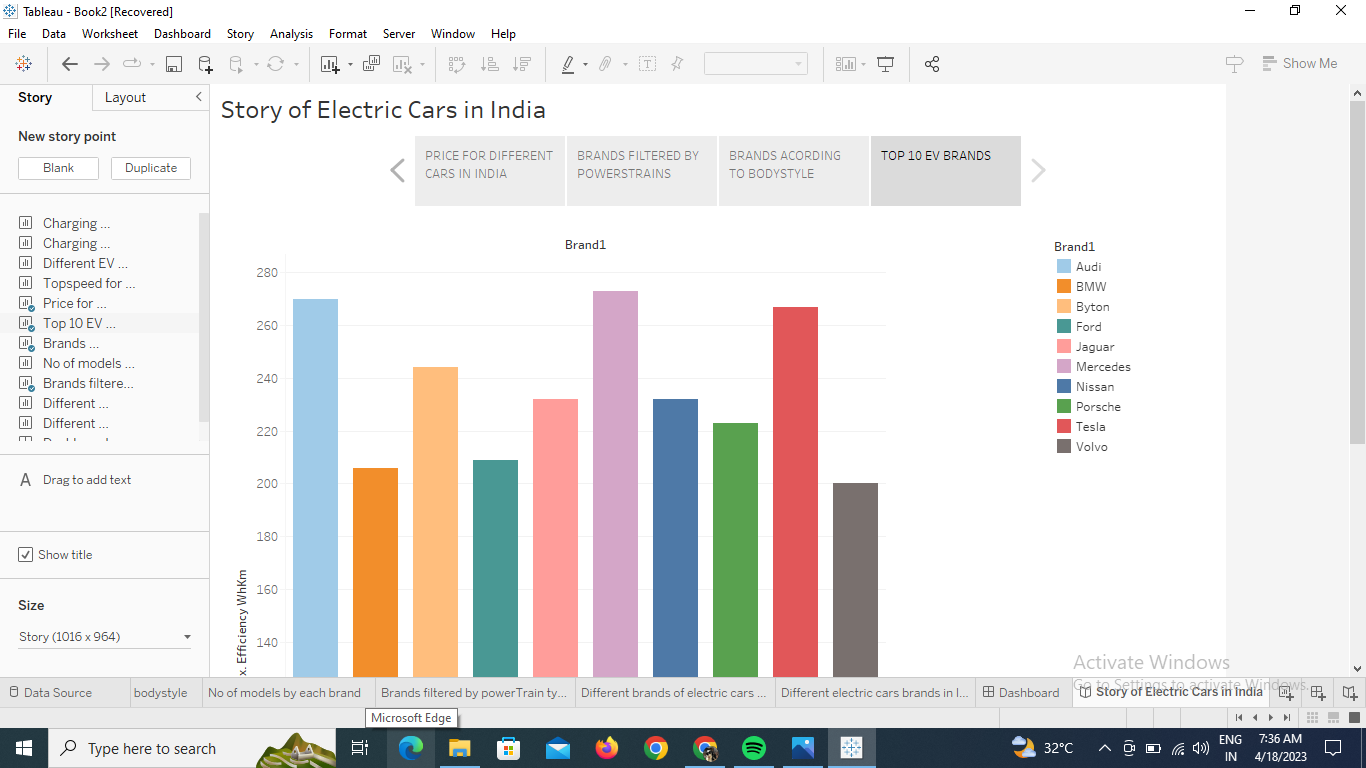 Tableau - Book2 [Recovered]
File Data Worksheet Dashboard Story Analysis Format Server Window Help
Show Me
Story Layout
New story point
Blank Duplicate
Charging ...
Charging ...
Different EV ...
Topspeed for ...
Price for ...
Top 10 EV ...
Brands ...
No of models ...
Brands filtere...
Different ...
Different ...
A Drag to add text
Show title
Size
Story (1016 x 964)
Story of Electric Cars in India
PRICE FOR DIFFERENT
CARS IN INDIA
BRANDS FILTERED BY
POWERSTRAINS
BRANDS ACORDING
TO BODYSTYLE
TOP 10 EV BRANDS
Brand1
280
260
240
220
200
180
160
140
x. Efficiency WhKm
Brand1
Audi
BMW
Byton
Ford
Jaguar
Mercedes
Nissan
Porsche
Tesla
Volvo
Activate Windows
Go to Settings to activate Windows.
Data Source bodystyle No of models by each brand Brands filtered by powerTrain ty... Different brands of electric cars ... Different electric cars brands in I... Dashboard Story of Electric Cars in India
Microsoft Edge
Type here to search
32°C
ENG
IN
7:36 AM
4/18/2023